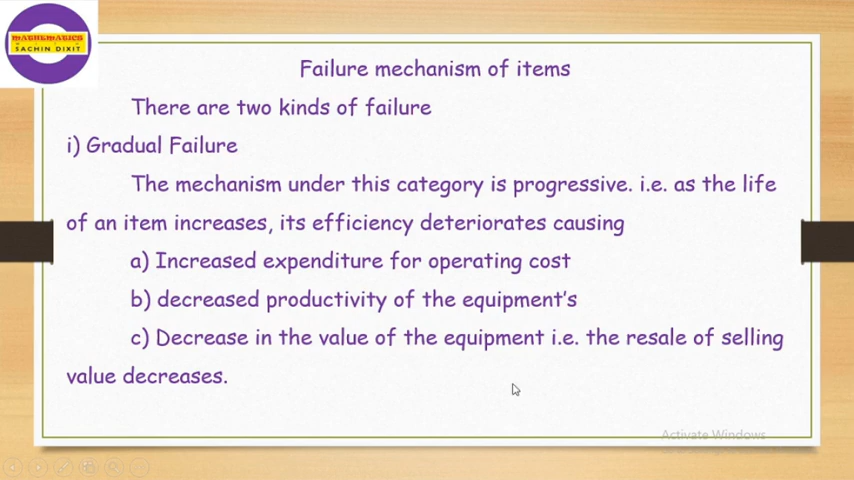 MATHEMATICS
SACHIN DIXIT
Failure mechanism of items
There are two kinds of failure
i) Gradual Failure
The mechanism under this category is progressive. i.e. as the life
of an item increases, its efficiency deteriorates causing
a) Increased expenditure for operating cost
b) decreased productivity of the equipment's
c) Decrease in the value of the equipment i.e. the resale of selling
value decreases.
Activate Windows